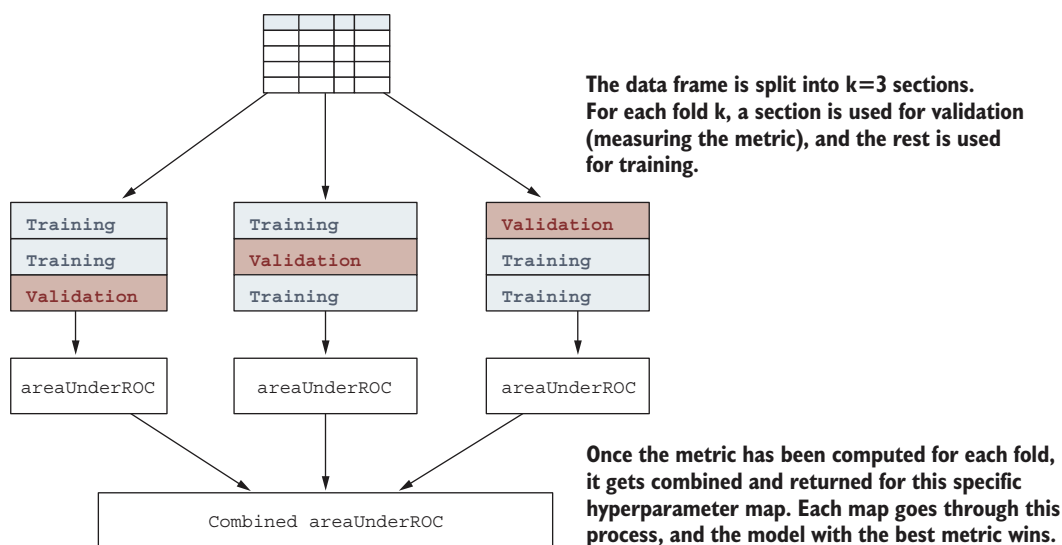 The data frame is split into k=3 sections.
For each fold k, a section is used for validation
(measuring the metric), and the rest is used
for training.
Training
Training
Validation
Training
Validation
Training
Validation
Training
Training
areaUnderROC
areaUnderROC
areaUnderROC
Once the metric has been computed for each fold,
it gets combined and returned for this specific
hyperparameter map. Each map goes through this
process, and the model with the best metric wins.
Combined areaUnderROC